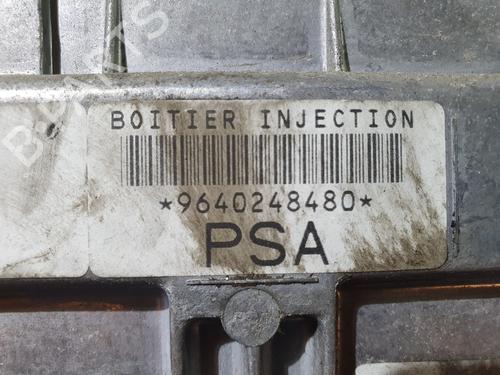 BOITIER INJECTION
*9640248480*
PSA